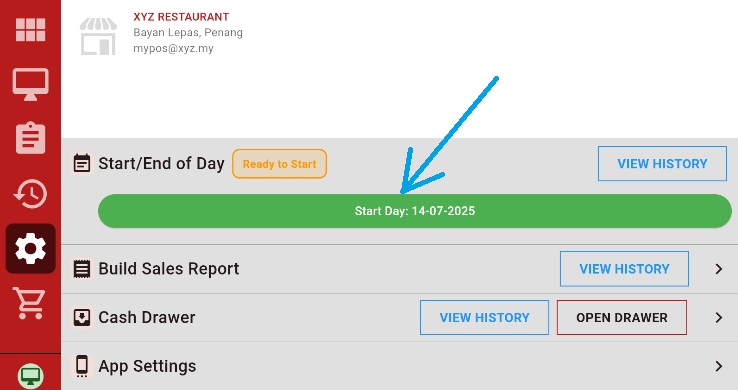 XYZ RESTAURANT
Bayan Lepas, Penang
mypos@xyz.my
Start/End of Day Ready to Start VIEW HISTORY
Start Day: 14-07-2025
Build Sales Report VIEW HISTORY
Cash Drawer VIEW HISTORY OPEN DRAWER
App Settings